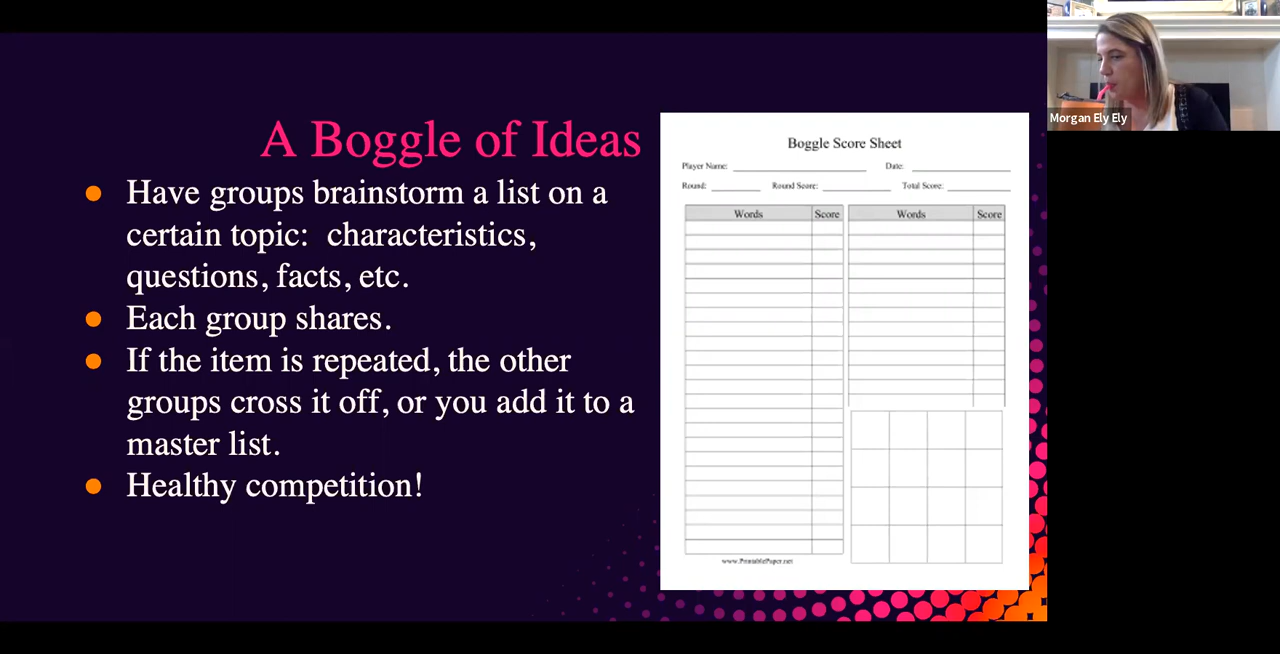 A Boggle of Ideas
Have groups brainstorm a list on a
certain topic: characteristics,
questions, facts, etc.
Each group shares.
If the item is repeated, the other
groups cross it off, or you add it to a
master list.
Healthy competition!
Boggle Score Sheet
Player Name: Date:
Round: Round Score: Total Score:
Words Score Words Score
www.PrintablePaper.net
Morgan Ely Ely